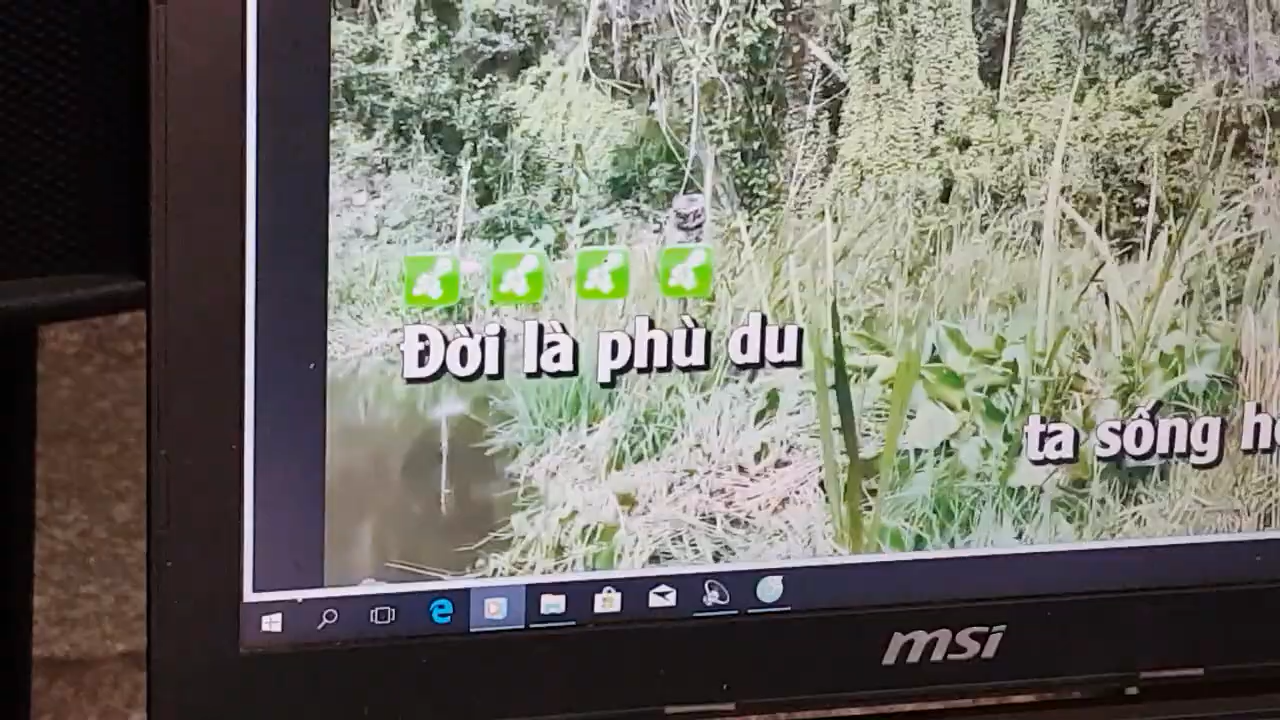 Đời là phù du
ta sống
msi